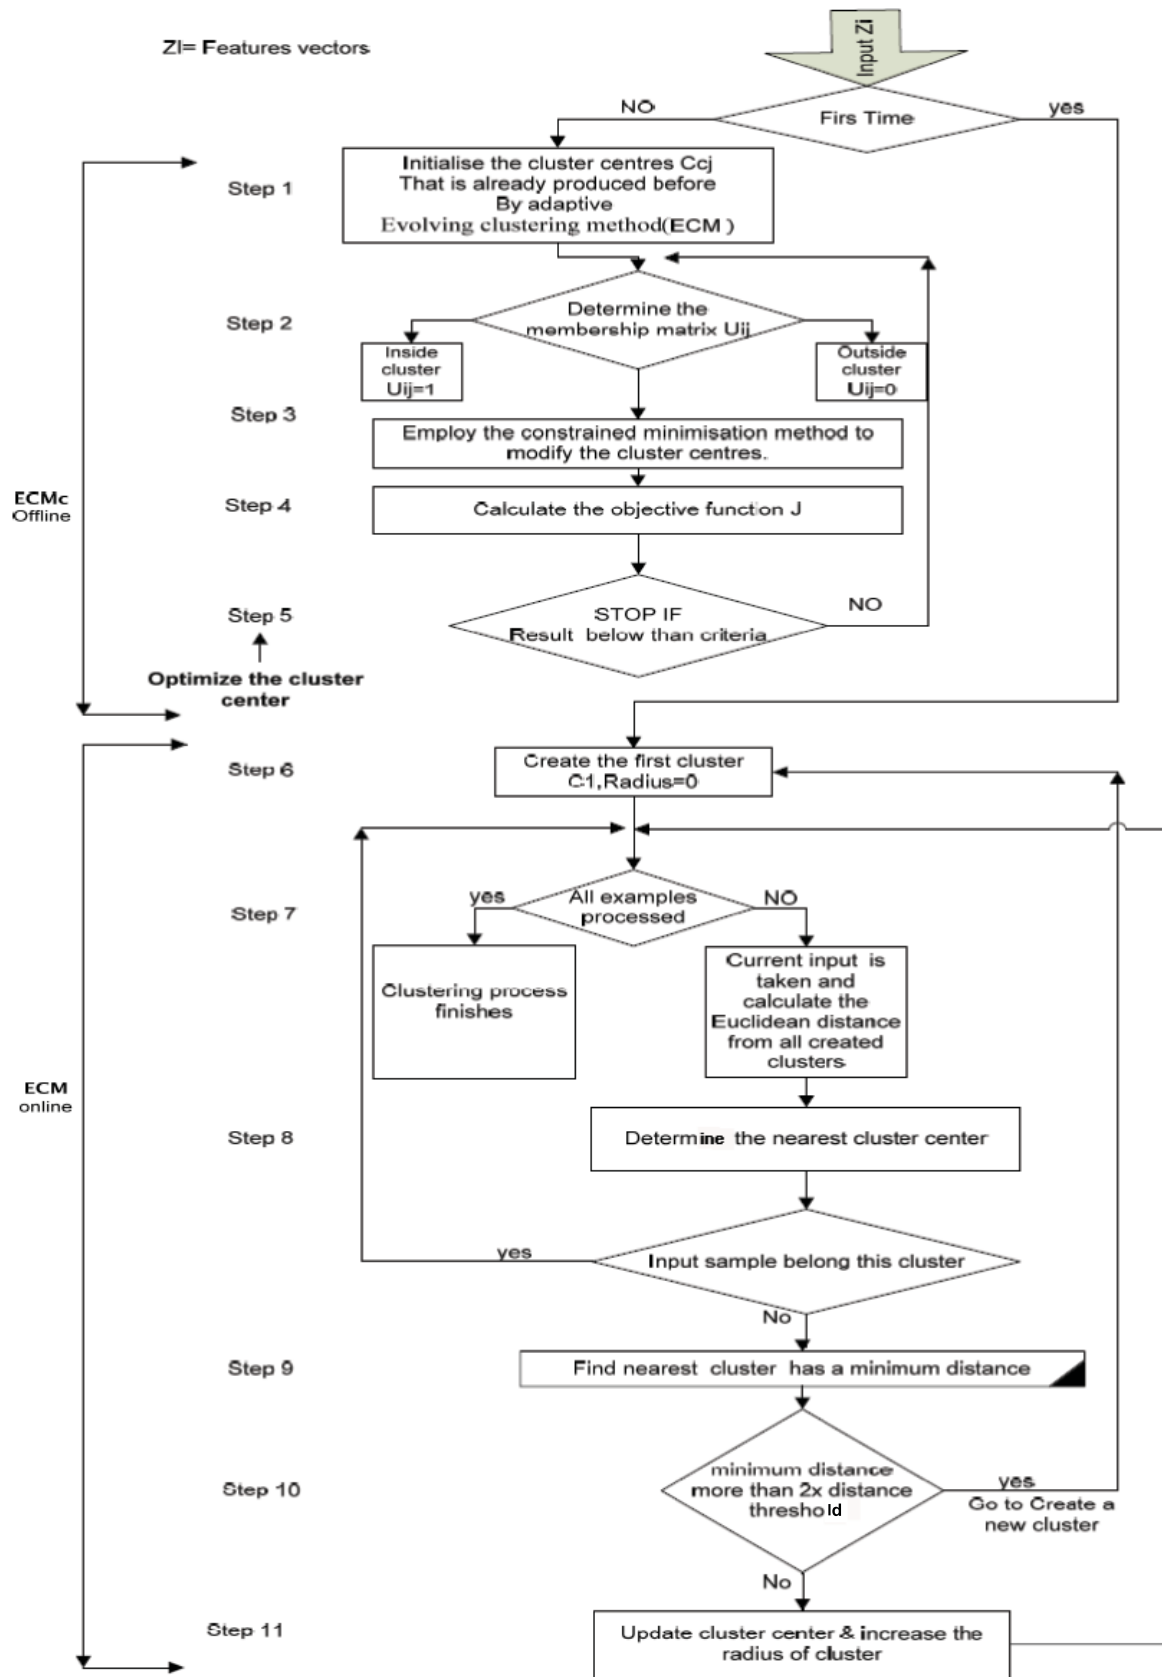 Input Zi
ZI= Features vectors
Firs Time
NO
yes
Step 1
Initialise the cluster centres Ccj
That is already produced before
By adaptive
Evolving clustering method(ECM )
Step 2
Determine the
membership matrix Uij
Inside
cluster
Uij=1
Outside
cluster
Uij=0
Step 3
Employ the constrained minimisation method to
modify the cluster centres.
ECMc
Offline
Step 4
Calculate the objective function J
Step 5
STOP IF
Result below than criteria
NO
Optimize the cluster
center
Step 6
Create the first cluster
C1,Radius=0
Step 7
All examples
processed
yes
NO
Clustering process
finishes
Current input is
taken and
calculate the
Euclidean distance
from all created
clusters
ECM
online
Step 8
Determine the nearest cluster center
Input sample belong this cluster
yes
No
Step 9
Find nearest cluster has a minimum distance
Step 10
minimum distance
more than 2x distance
threshold
yes
Go to Create a
new cluster
No
Step 11
Update cluster center & increase the
radius of cluster